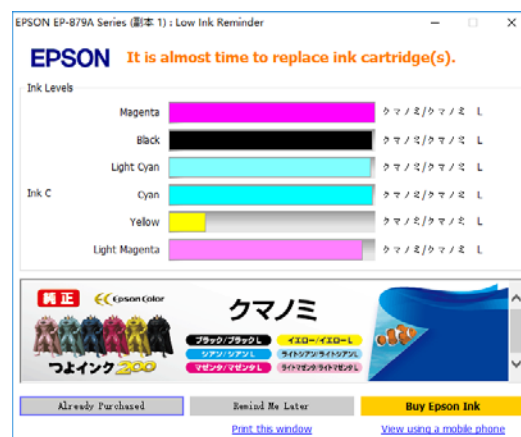 EPSON EP-879A Series (副本 1) : Low Ink Reminder
EPSON It is almost time to replace ink cartridge(s).
Ink Levels
Magenta クマノミ/クマノミ L
Black クマノミ/クマノミ L
Light Cyan クマノミ/クマノミ L
Ink C Cyan クマノミ/クマノミ L
Yellow クマノミ/クマノミ L
Light Magenta クマノミ/クマノミ L
純正 Epson Color
クマノミ
ブラック/ブラックL イエロー/イエローL
シアン/シアンL ライトシアン/ライトシアンL
マゼンタ/マゼンタL ライトマゼンタ/ライトマゼンタL
つよインク200
Already Purchased Remind Me Later Buy Epson Ink
Print this window View using a mobile phone